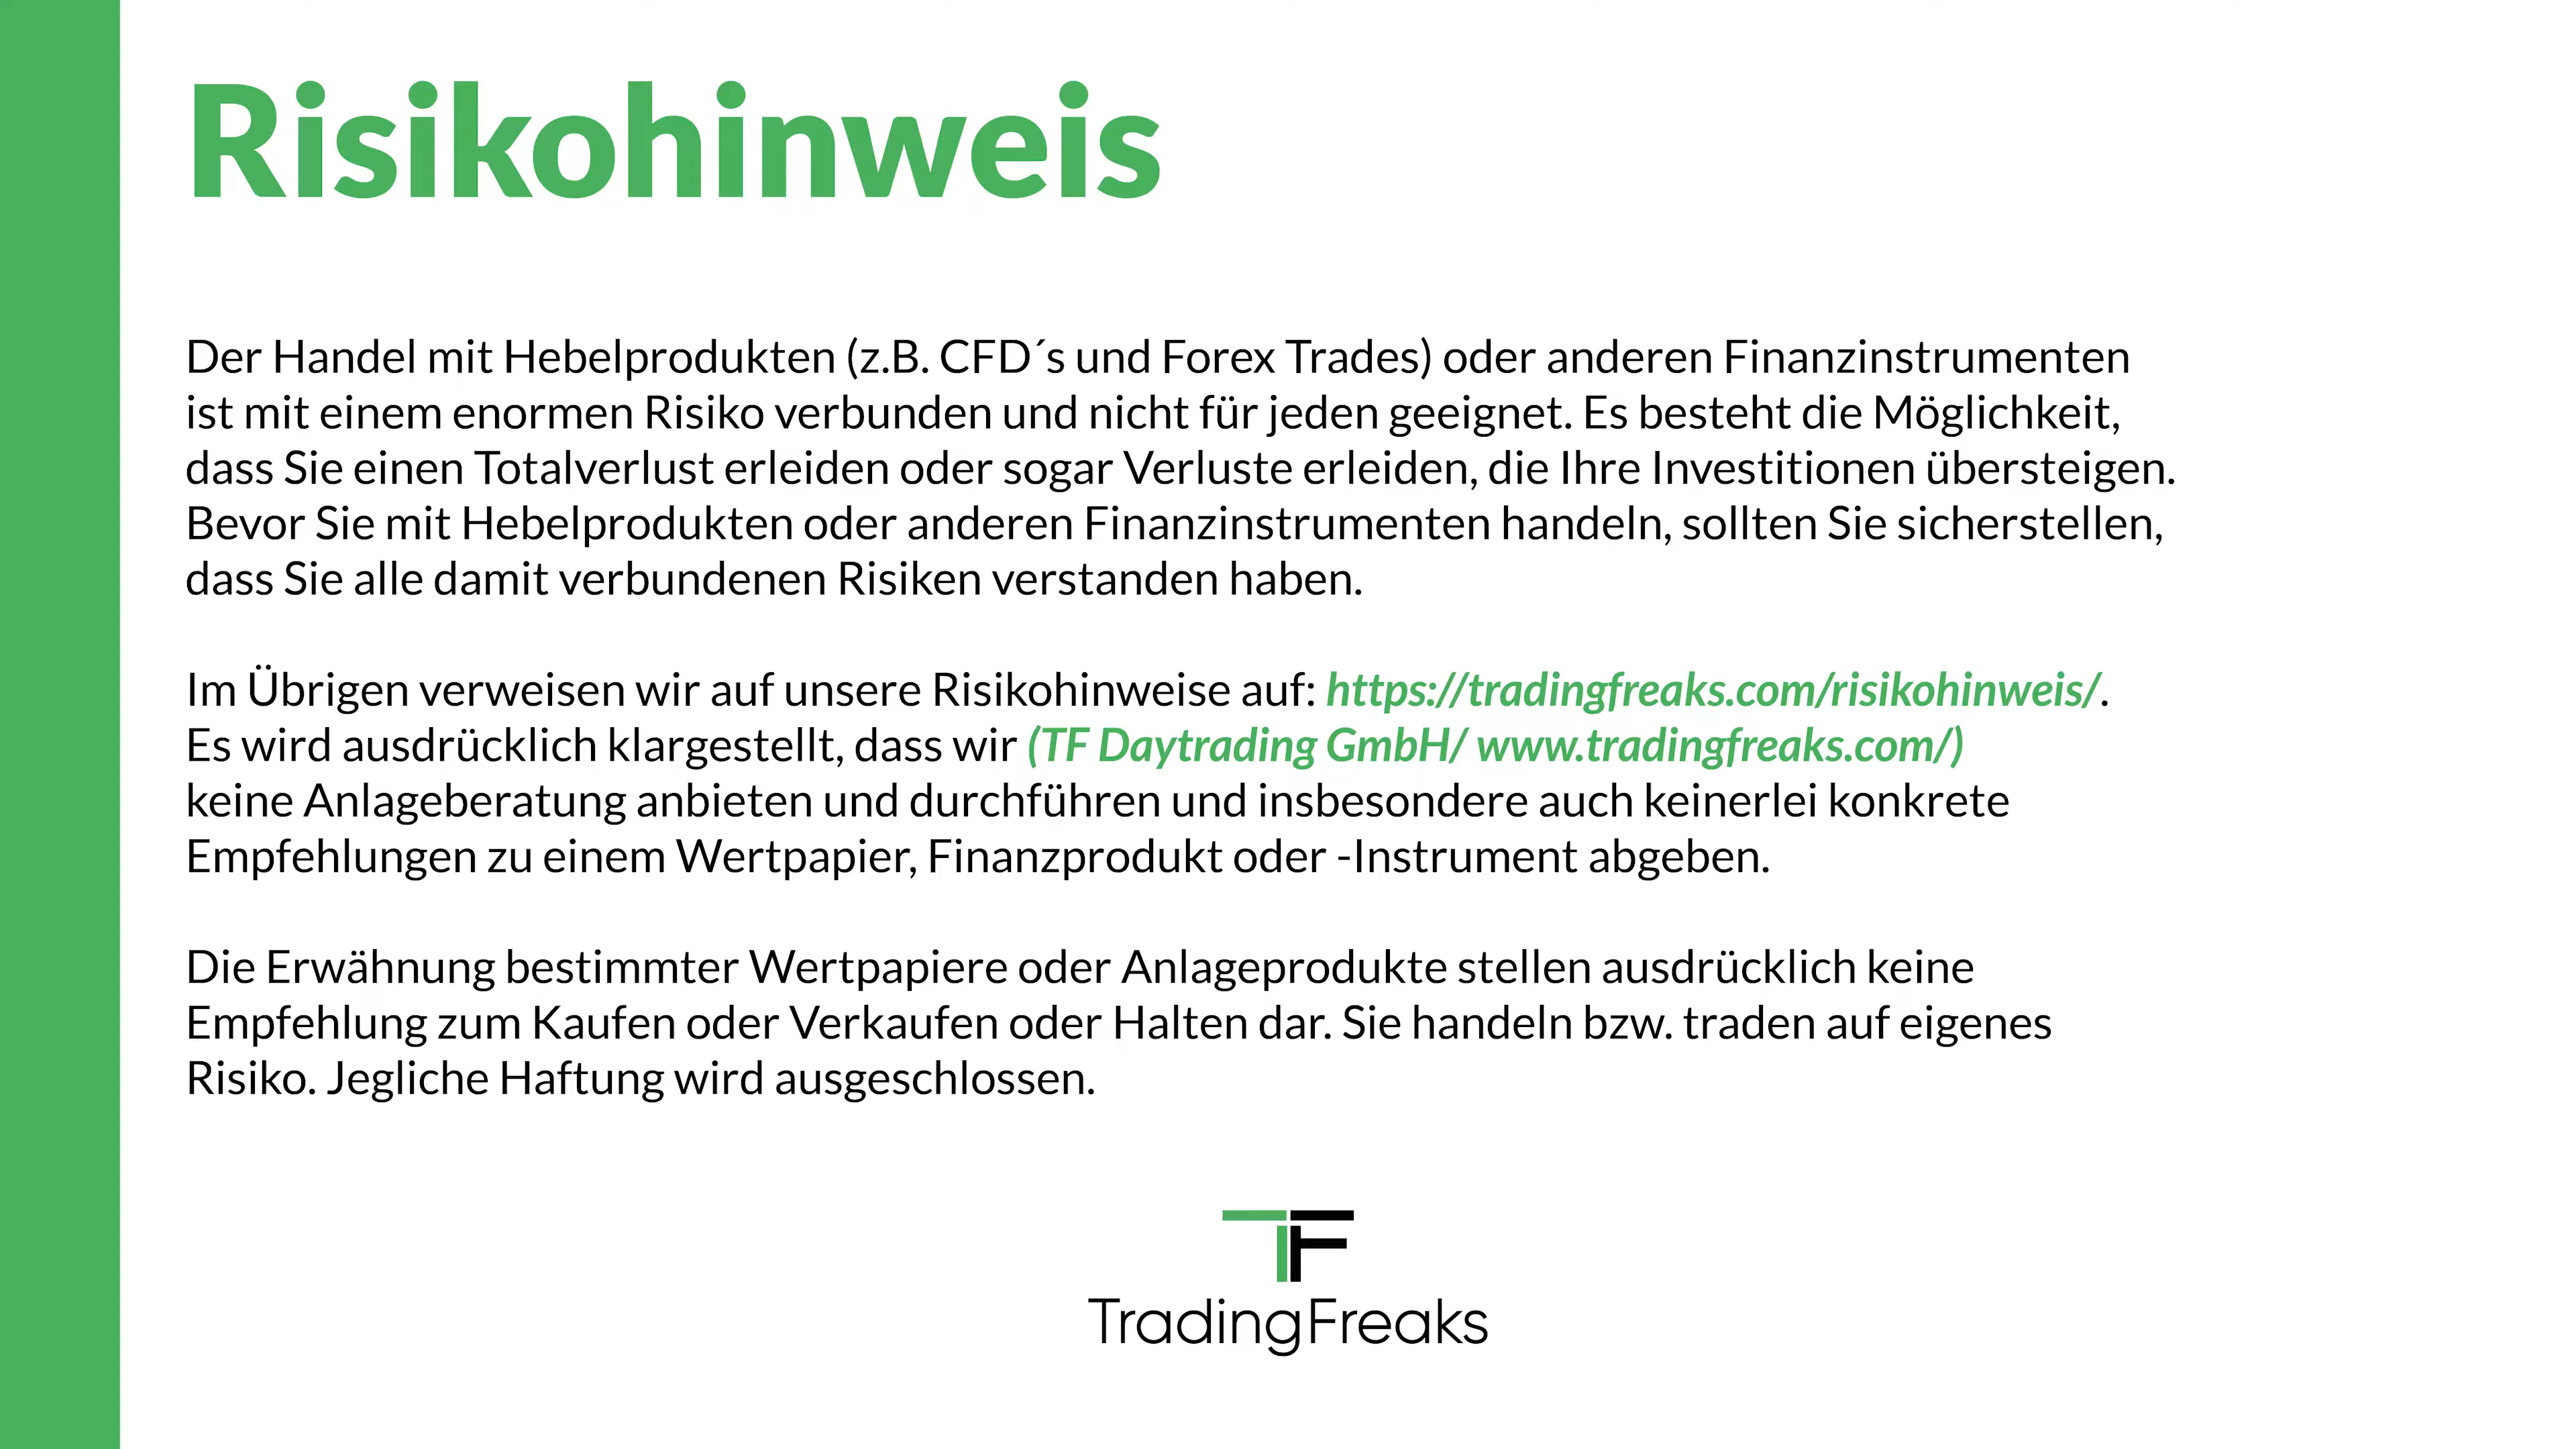 Risikohinweis
Der Handel mit Hebelprodukten (z.B. CFD´s und Forex Trades) oder anderen Finanzinstrumenten
ist mit einem enormen Risiko verbunden und nicht für jeden geeignet. Es besteht die Möglichkeit,
dass Sie einen Totalverlust erleiden oder sogar Verluste erleiden, die Ihre Investitionen übersteigen.
Bevor Sie mit Hebelprodukten oder anderen Finanzinstrumenten handeln, sollten Sie sicherstellen,
dass Sie alle damit verbundenen Risiken verstanden haben.
Im Übrigen verweisen wir auf unsere Risikohinweise auf: https://tradingfreaks.com/risikohinweis/.
Es wird ausdrücklich klargestellt, dass wir (TF Daytrading GmbH/ www.tradingfreaks.com/)
keine Anlageberatung anbieten und durchführen und insbesondere auch keinerlei konkrete
Empfehlungen zu einem Wertpapier, Finanzprodukt oder -Instrument abgeben.
Die Erwähnung bestimmter Wertpapiere oder Anlageprodukte stellen ausdrücklich keine
Empfehlung zum Kaufen oder Verkaufen oder Halten dar. Sie handeln bzw. traden auf eigenes
Risiko. Jegliche Haftung wird ausgeschlossen.
TF
TradingFreaks